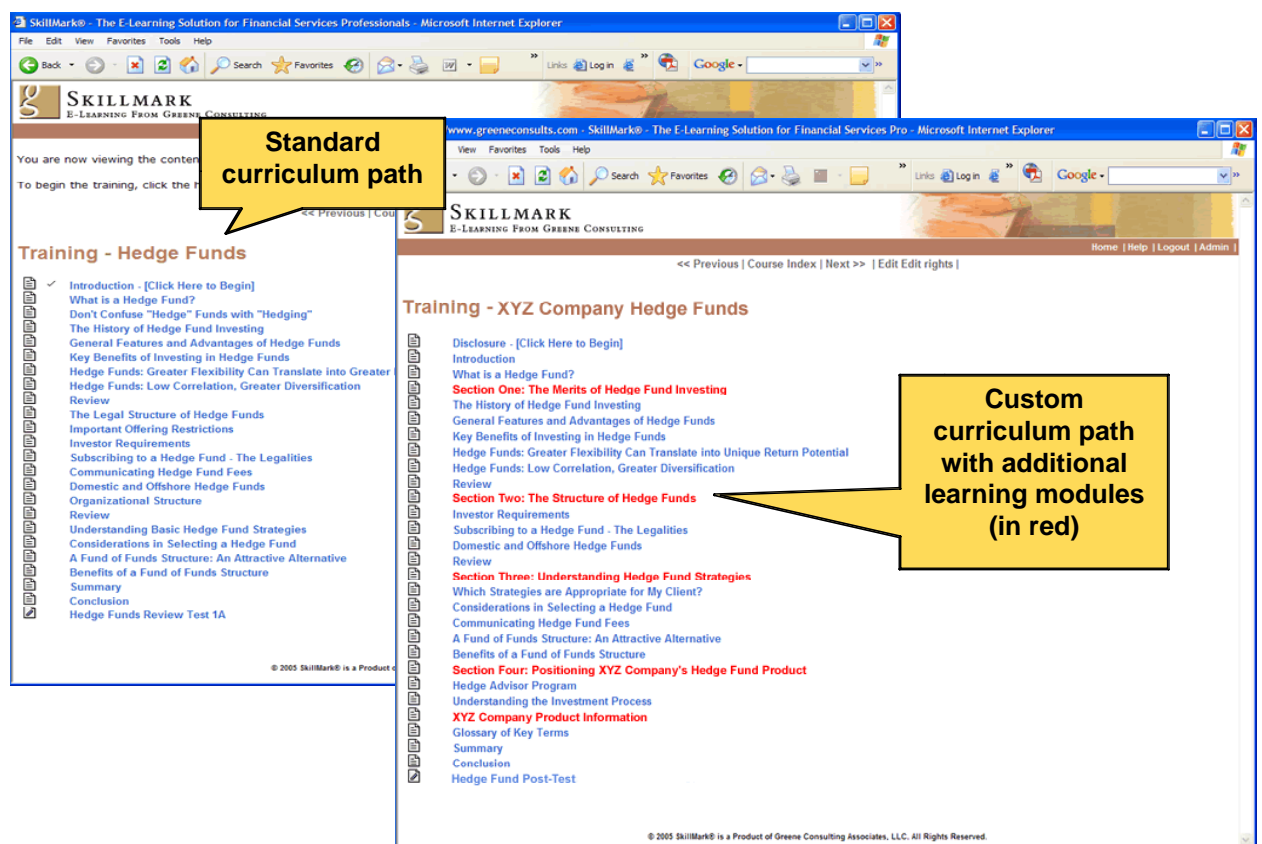 SkillMark® - The E-Learning Solution for Financial Services Professionals - Microsoft Internet Explorer
File Edit View Favorites Tools Help
Back Search Favorites » Links Log in » Google - »
SKILLMARK
E-LEARNING FROM GREENE CONSULTING
You are now viewing the conten
To begin the training, click the h
<< Previous | Cou
Standard
curriculum path
Training - Hedge Funds
Introduction - [Click Here to Begin]
What is a Hedge Fund?
Don't Confuse "Hedge" Funds with "Hedging"
The History of Hedge Fund Investing
General Features and Advantages of Hedge Funds
Key Benefits of Investing in Hedge Funds
Hedge Funds: Greater Flexibility Can Translate into Greater
Hedge Funds: Low Correlation, Greater Diversification
Review
The Legal Structure of Hedge Funds
Important Offering Restrictions
Investor Requirements
Subscribing to a Hedge Fund - The Legalities
Communicating Hedge Fund Fees
Domestic and Offshore Hedge Funds
Organizational Structure
Review
Understanding Basic Hedge Fund Strategies
Considerations in Selecting a Hedge Fund
A Fund of Funds Structure: An Attractive Alternative
Benefits of a Fund of Funds Structure
Summary
Conclusion
Hedge Funds Review Test 1A
© 2005 SkillMark® is a Product
www.greeneconsults.com - SkillMark® - The E-Learning Solution for Financial Services Pro - Microsoft Internet Explorer
View Favorites Tools Help
Search Favorites » Links Log in » Google - »
SKILLMARK
E-LEARNING FROM GREENE CONSULTING
Home | Help | Logout | Admin |
<< Previous | Course Index | Next >> | Edit Edit rights |
Training - XYZ Company Hedge Funds
Disclosure - [Click Here to Begin]
Introduction
What is a Hedge Fund?
Section One: The Merits of Hedge Fund Investing
The History of Hedge Fund Investing
General Features and Advantages of Hedge Funds
Key Benefits of Investing in Hedge Funds
Hedge Funds: Greater Flexibility Can Translate into Unique Return Potential
Hedge Funds: Low Correlation, Greater Diversification
Review
Section Two: The Structure of Hedge Funds
Investor Requirements
Subscribing to a Hedge Fund - The Legalities
Domestic and Offshore Hedge Funds
Review
Section Three: Understanding Hedge Fund Strategies
Which Strategies are Appropriate for My Client?
Considerations in Selecting a Hedge Fund
Communicating Hedge Fund Fees
A Fund of Funds Structure: An Attractive Alternative
Benefits of a Fund of Funds Structure
Section Four: Positioning XYZ Company's Hedge Fund Product
Hedge Advisor Program
Understanding the Investment Process
XYZ Company Product Information
Glossary of Key Terms
Summary
Conclusion
Hedge Fund Post-Test
© 2005 SkillMark® is a Product of Greene Consulting Associates, LLC. All Rights Reserved.
Custom
curriculum path
with additional
learning modules
(in red)